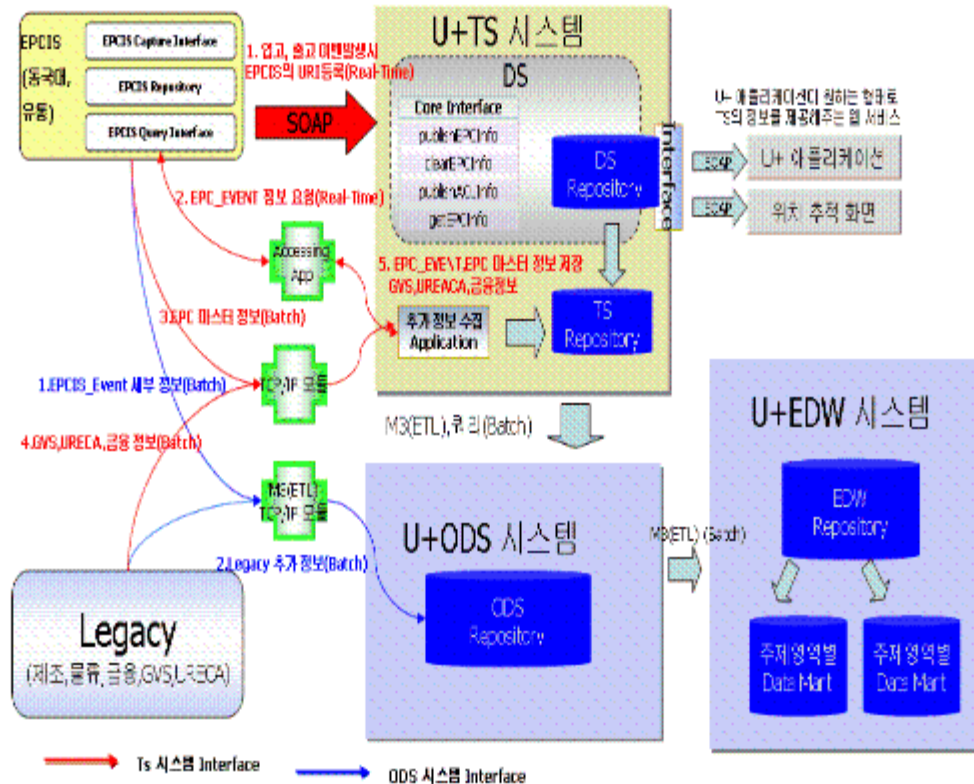 EPCIS
(동국대,
유통)
EPCIS Capture Interface
EPCIS Repository
EPCIS Query Interface
1. 입고, 출고 이벤발생시
EPCIS의 URI등록(Real-Time)
SOAP
U+TS 시스템
DS
Core Interface
publishEPCInfo
clearEPCInfo
publishACLInfo
getEPCInfo
DS
Repository
Interface
U+ 애플리케이션이 원하는 형태로
TS의 정보를 제공해주는 웹 서비스
SOAP
U+ 애플리케이션
SOAP
위치 추적 화면
2. EPC_EVENT 정보 요청(Real-Time)
Accessing
App
5. EPC_EVENT,EPC 마스터 정보 저장
GVS,UREACA,금융정보
3.EPC 마스터 정보(Batch)
추가 정보 수집
Application
TS
Repository
TCP/IP 모듈
1.EPCIS_Event 세부 정보(Batch)
4.GVS,URECA,금융 정보(Batch)
M3(ETL),쿼리(Batch)
M3(ETL)
TCP/IP 모듈
2.Legacy 추가 정보(Batch)
U+ODS 시스템
ODS
Repository
M3(ETL) (Batch)
U+EDW 시스템
EDW
Repository
주제영역별
Data Mart
주제영역별
Data Mart
Legacy
(제조, 물류, 금융,GVS,URECA)
Ts 시스템 Interface
ODS 시스템 Interface